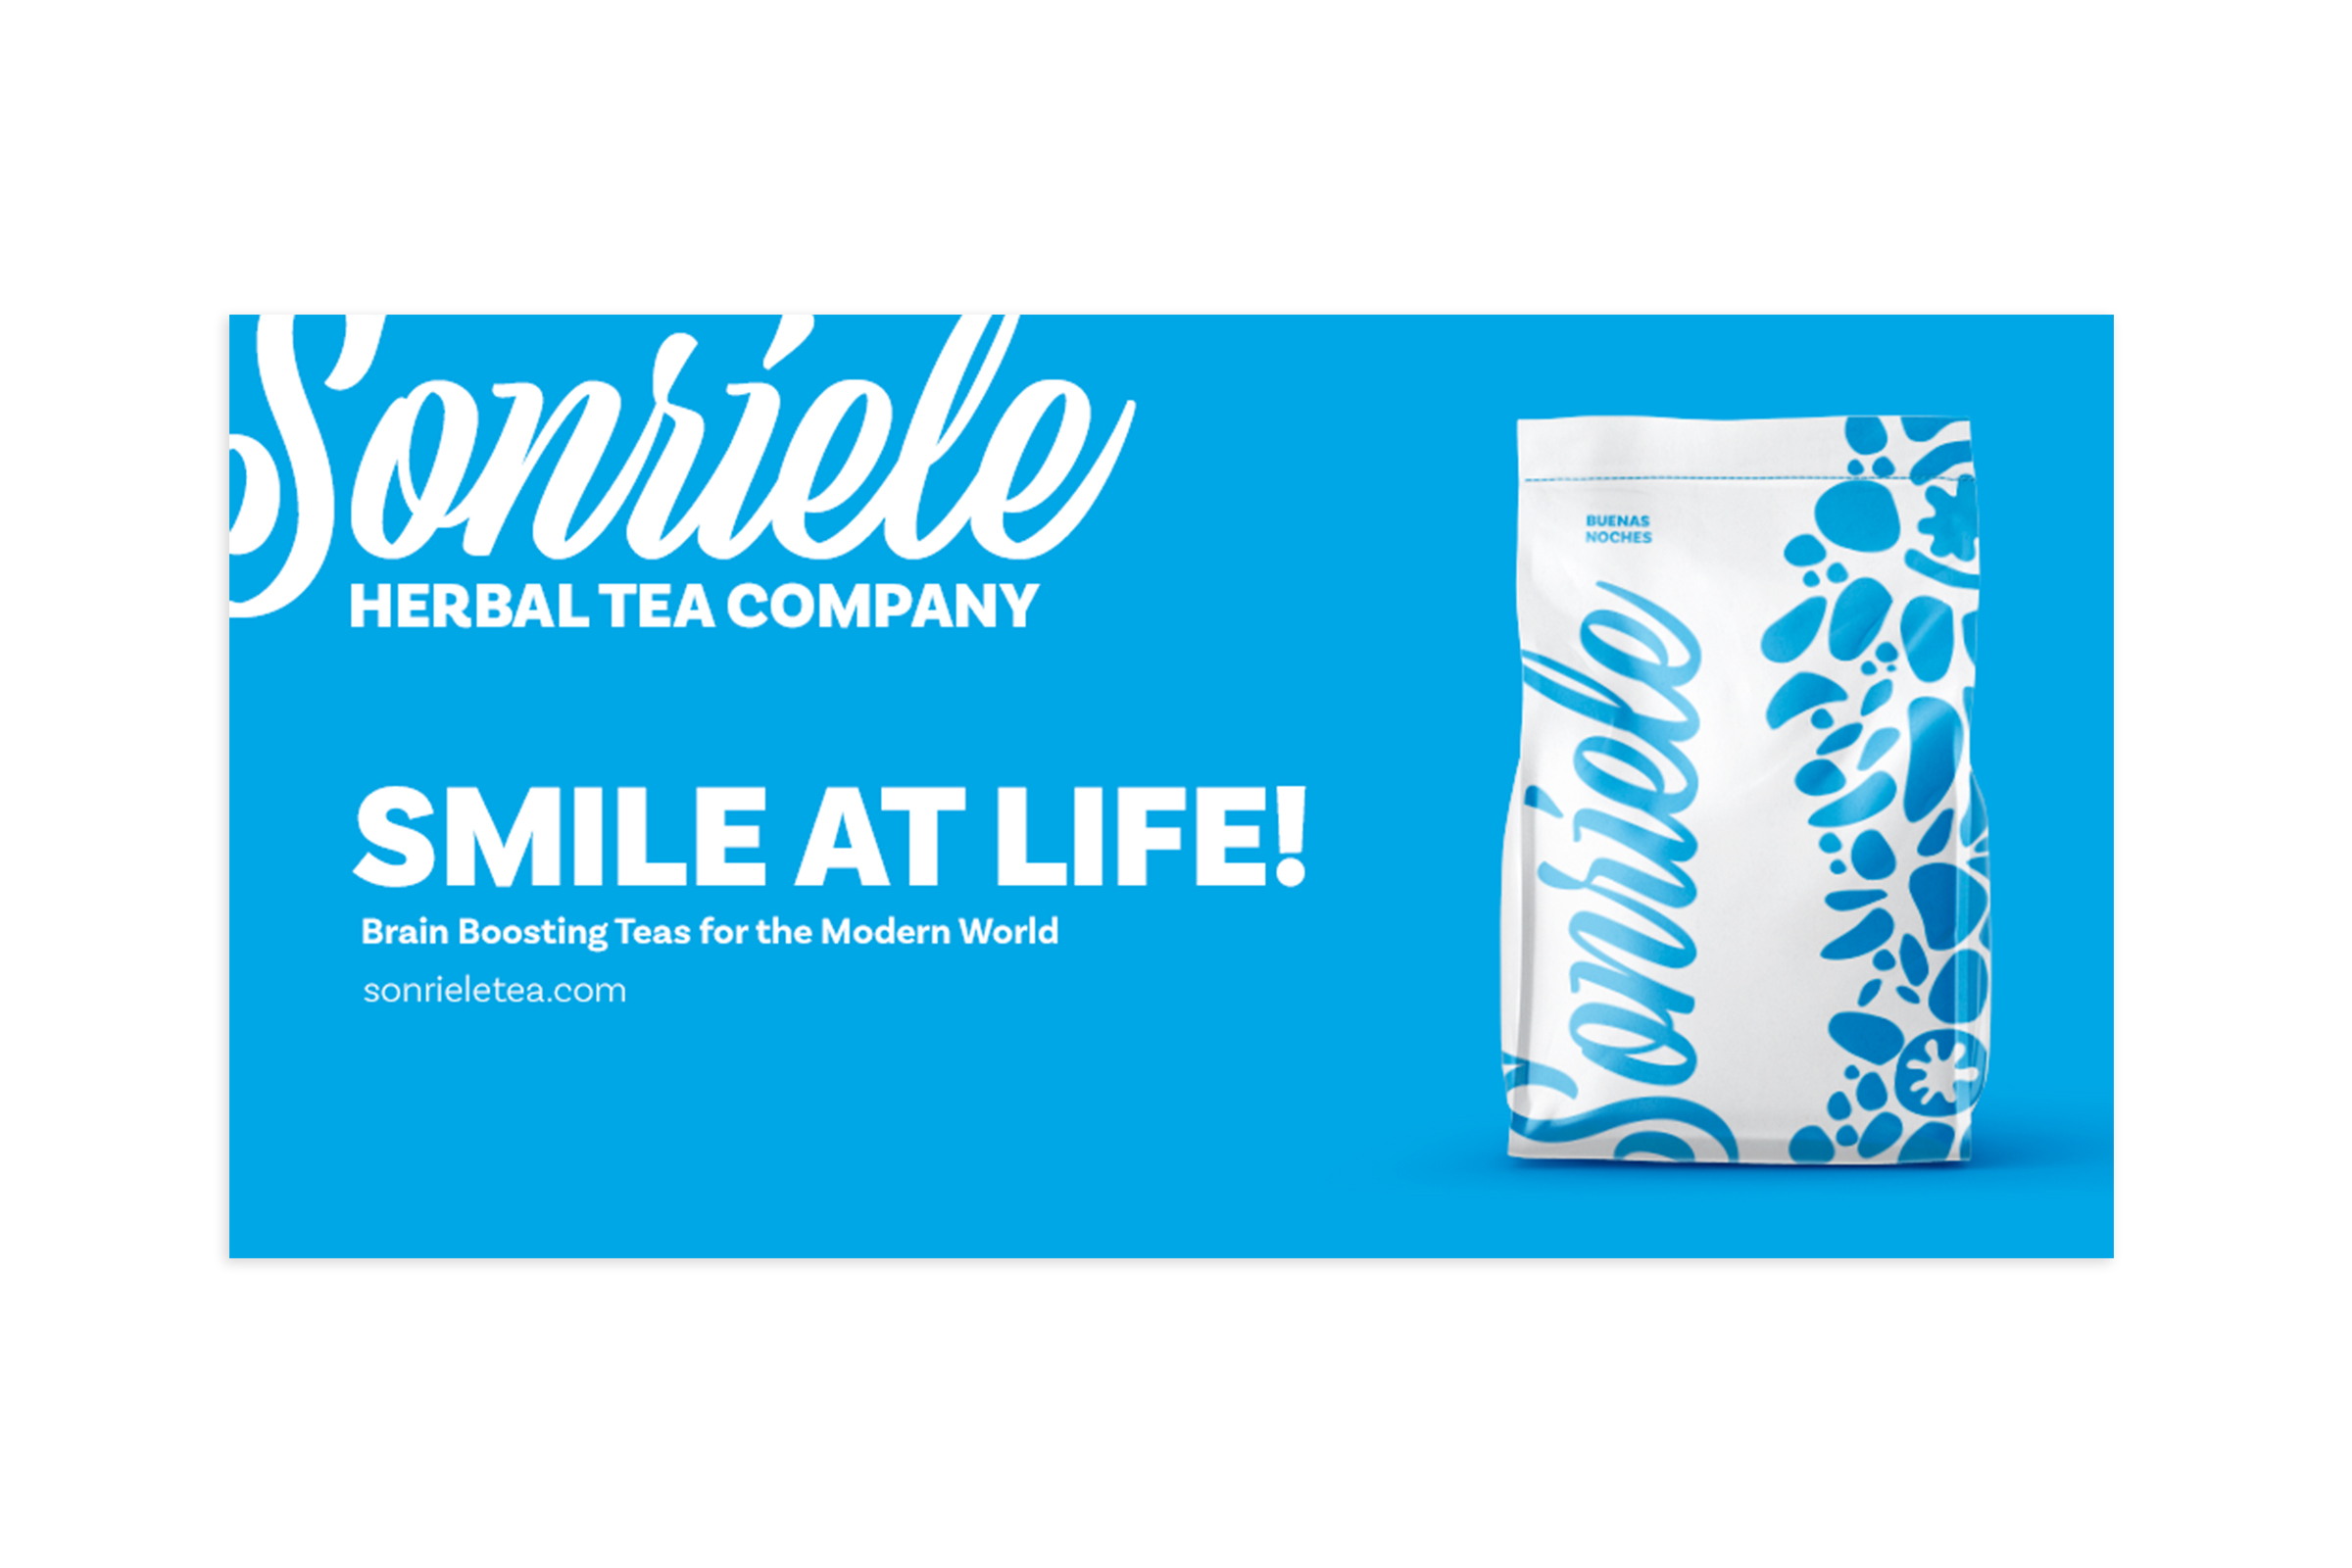 Sonríele
HERBAL TEA COMPANY
SMILE AT LIFE!
Brain Boosting Teas for the Modern World
sonrieletea.com
BUENAS
NOCHES
Sonríele